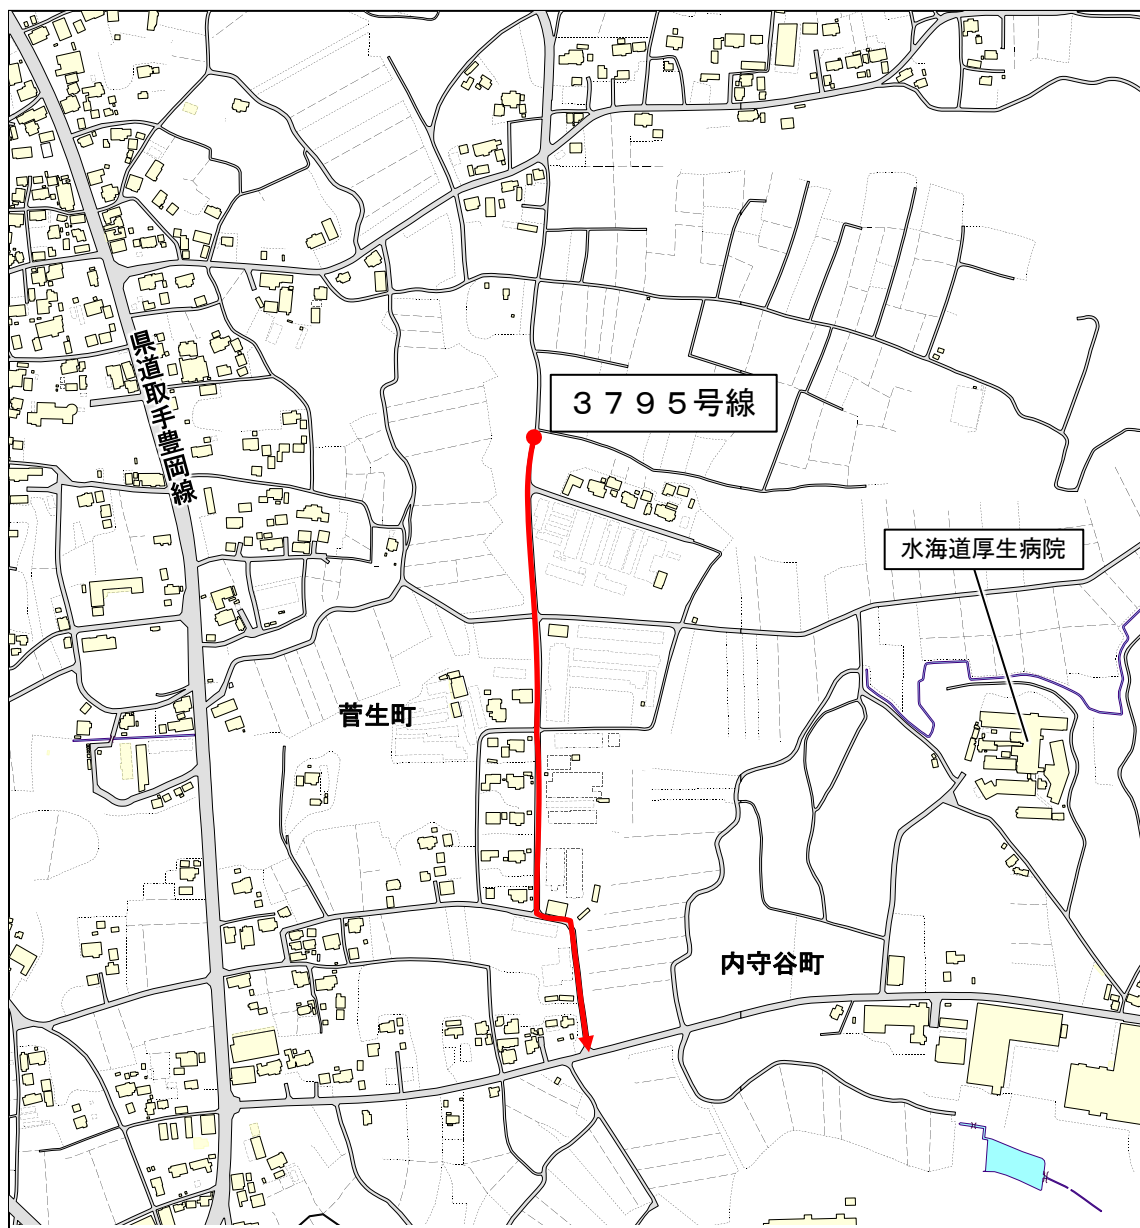 県道取手豊岡線
３７９５号線
水海道厚生病院
菅生町
内守谷町